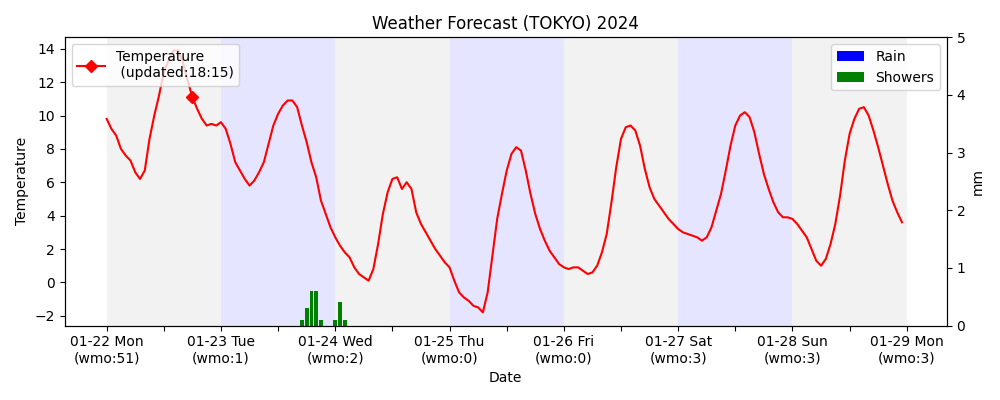 Weather Forecast (TOKYO) 2024
Temperature
(updated:18:15)
Rain
Showers
14
12
10
8
6
4
2
0
−2
Temperature
5
4
3
2
1
0
mm
01-22 Mon
(wmo:51)
01-23 Tue
(wmo:1)
01-24 Wed
(wmo:2)
01-25 Thu
(wmo:0)
01-26 Fri
(wmo:0)
01-27 Sat
(wmo:3)
01-28 Sun
(wmo:3)
01-29 Mon
(wmo:3)
Date